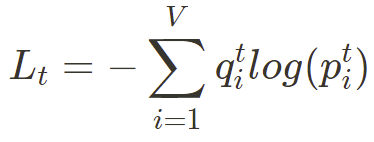 L_t = -\sum_{i=1}^{V} q_i^t log(p_i^t)